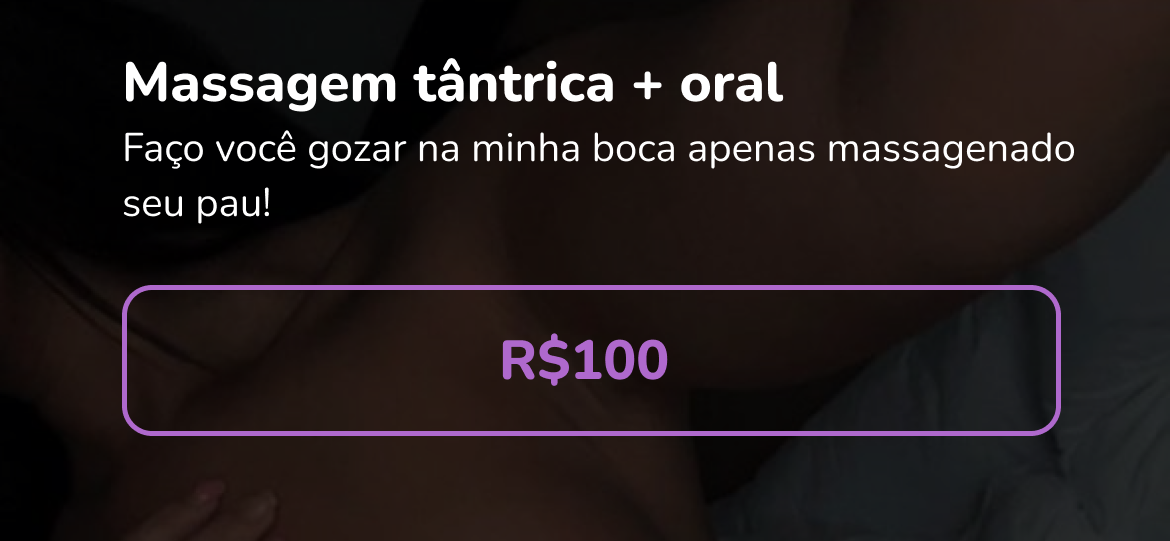 Massagem tântrica + oral
Faço você gozar na minha boca apenas massagenado
seu pau!
R$100